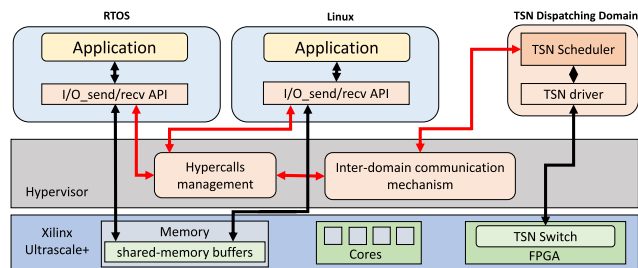 RTOS
Linux
TSN Dispatching Domain
Application
Application
TSN Scheduler
I/O_send/recv API
I/O_send/recv API
TSN driver
Hypercalls
management
Inter-domain communication
mechanism
Hypervisor
Xilinx
Ultrascale+
Memory
shared-memory buffers
Cores
TSN Switch
FPGA